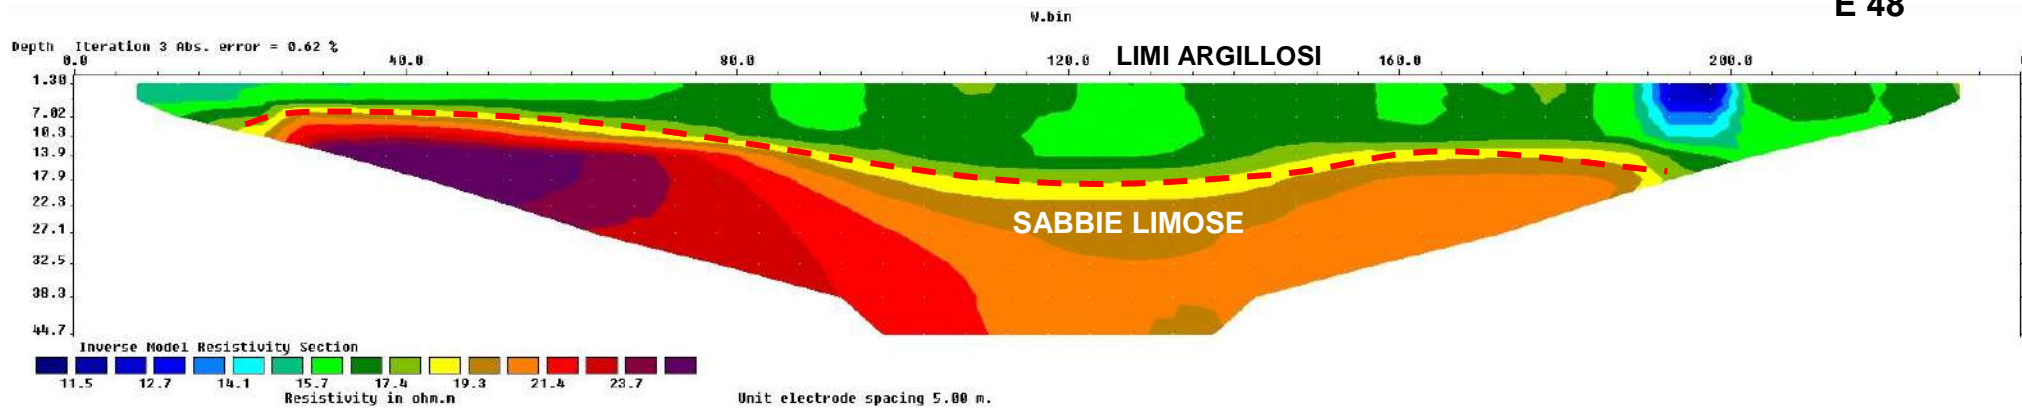 E 48
W.bin
Depth Iteration 3 Abs. error = 0.62 %
LIMI ARGILLOSI
0.0 40.0 80.0 120.0 160.0 200.0
1.30
7.02
10.3
13.9
17.9
22.3
27.1
32.5
38.3
44.7
SABBIE LIMOSE
Inverse Model Resistivity Section
11.5 12.7 14.1 15.7 17.4 19.3 21.4 23.7
Resistivity in ohm.m
Unit electrode spacing 5.00 m.